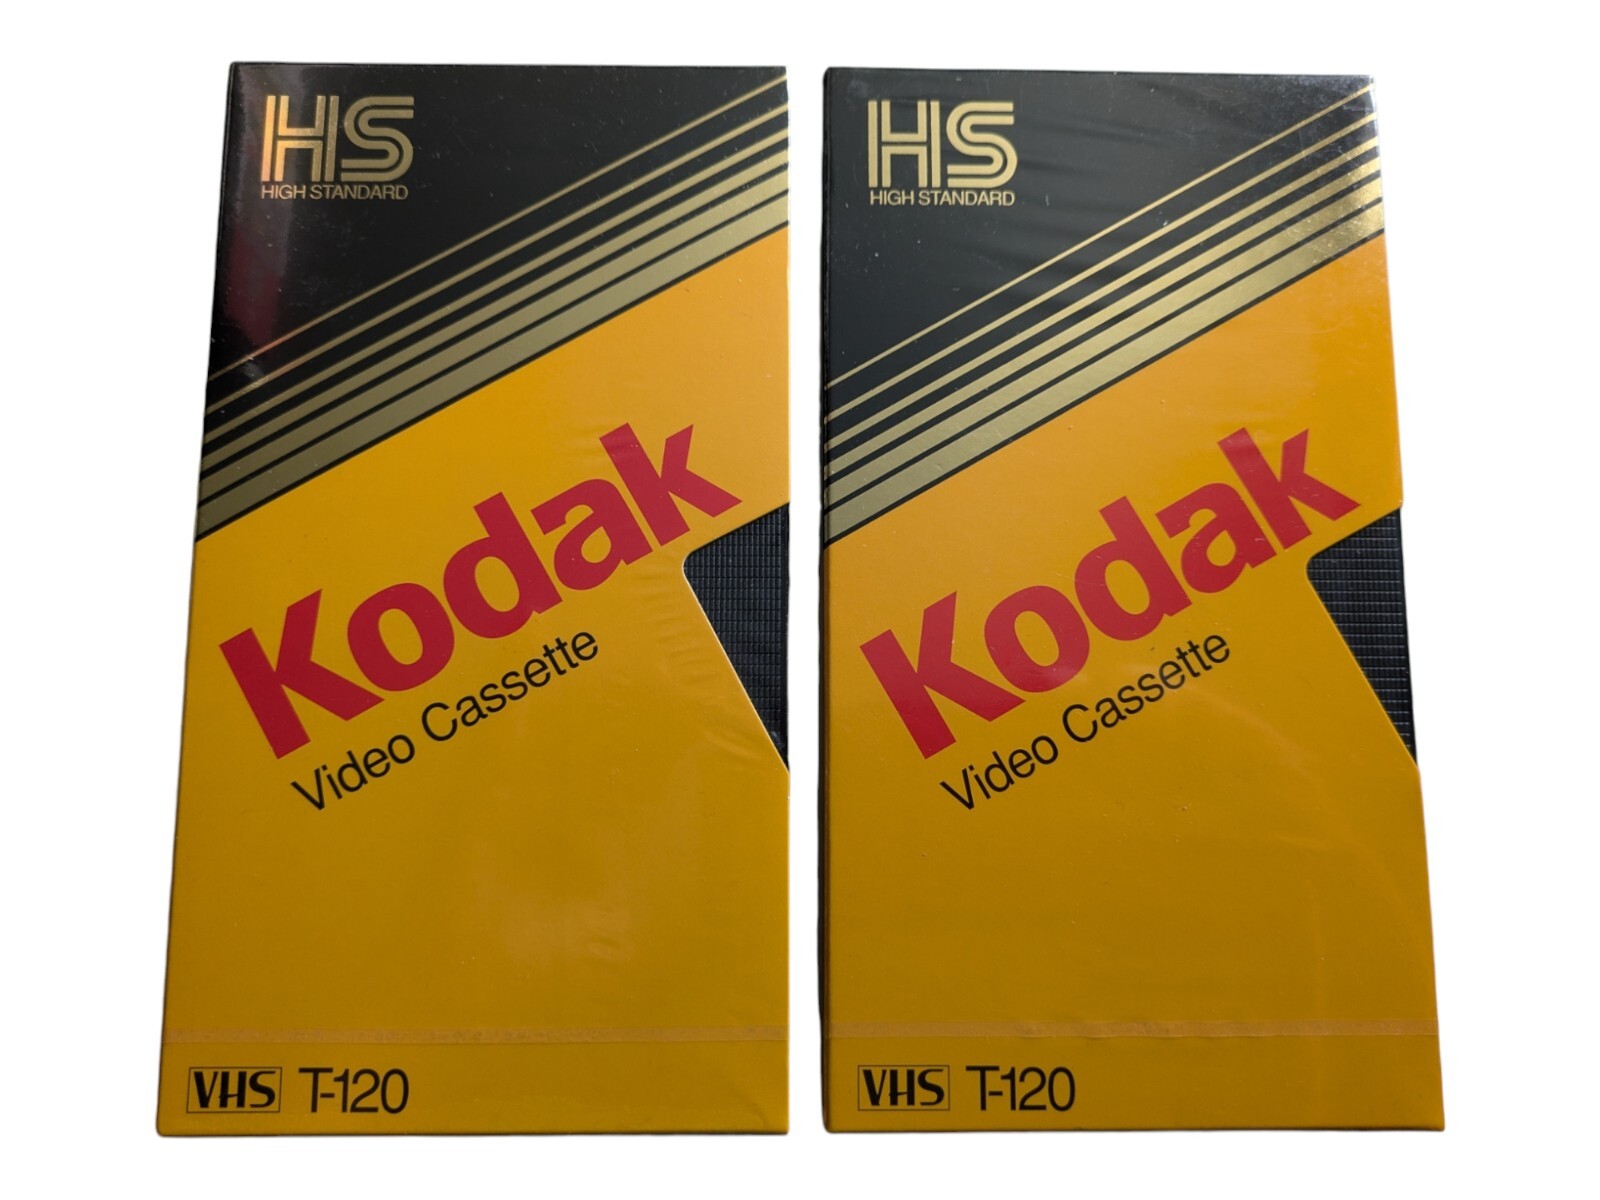 HS
HIGH STANDARD
Kodak
Video Cassette
VHS T-120
HS
HIGH STANDARD
Kodak
Video Cassette
VHS T-120